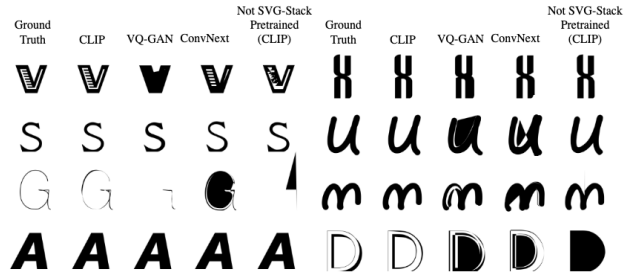 Ground Truth CLIP VQ-GAN ConvNext Not SVG-Stack Pretrained (CLIP) Ground Truth CLIP VQ-GAN ConvNext Not SVG-Stack Pretrained (CLIP)
V V V V V X X X X X
S S S S S u u u u u
G G G m m m m m
A A A A A D D D D D